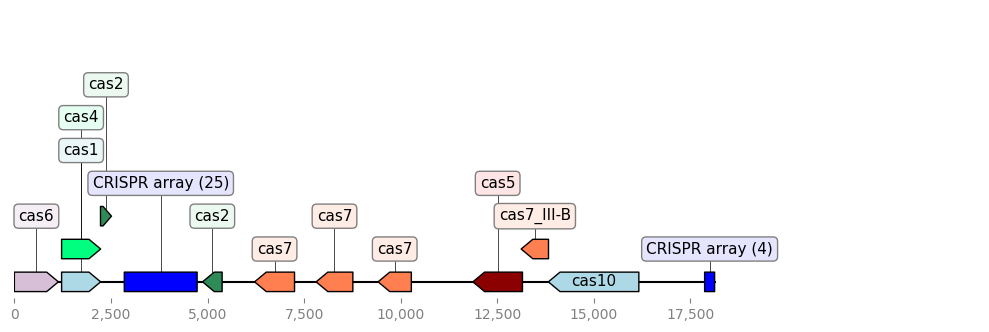 cas2
cas4
cas1
CRISPR array (25)
cas5
cas6
cas2
cas7
cas7_III-B
cas7
cas7
CRISPR array (4)
cas10
0
2,500
5,000
7,500
10,000
12,500
15,000
17,500